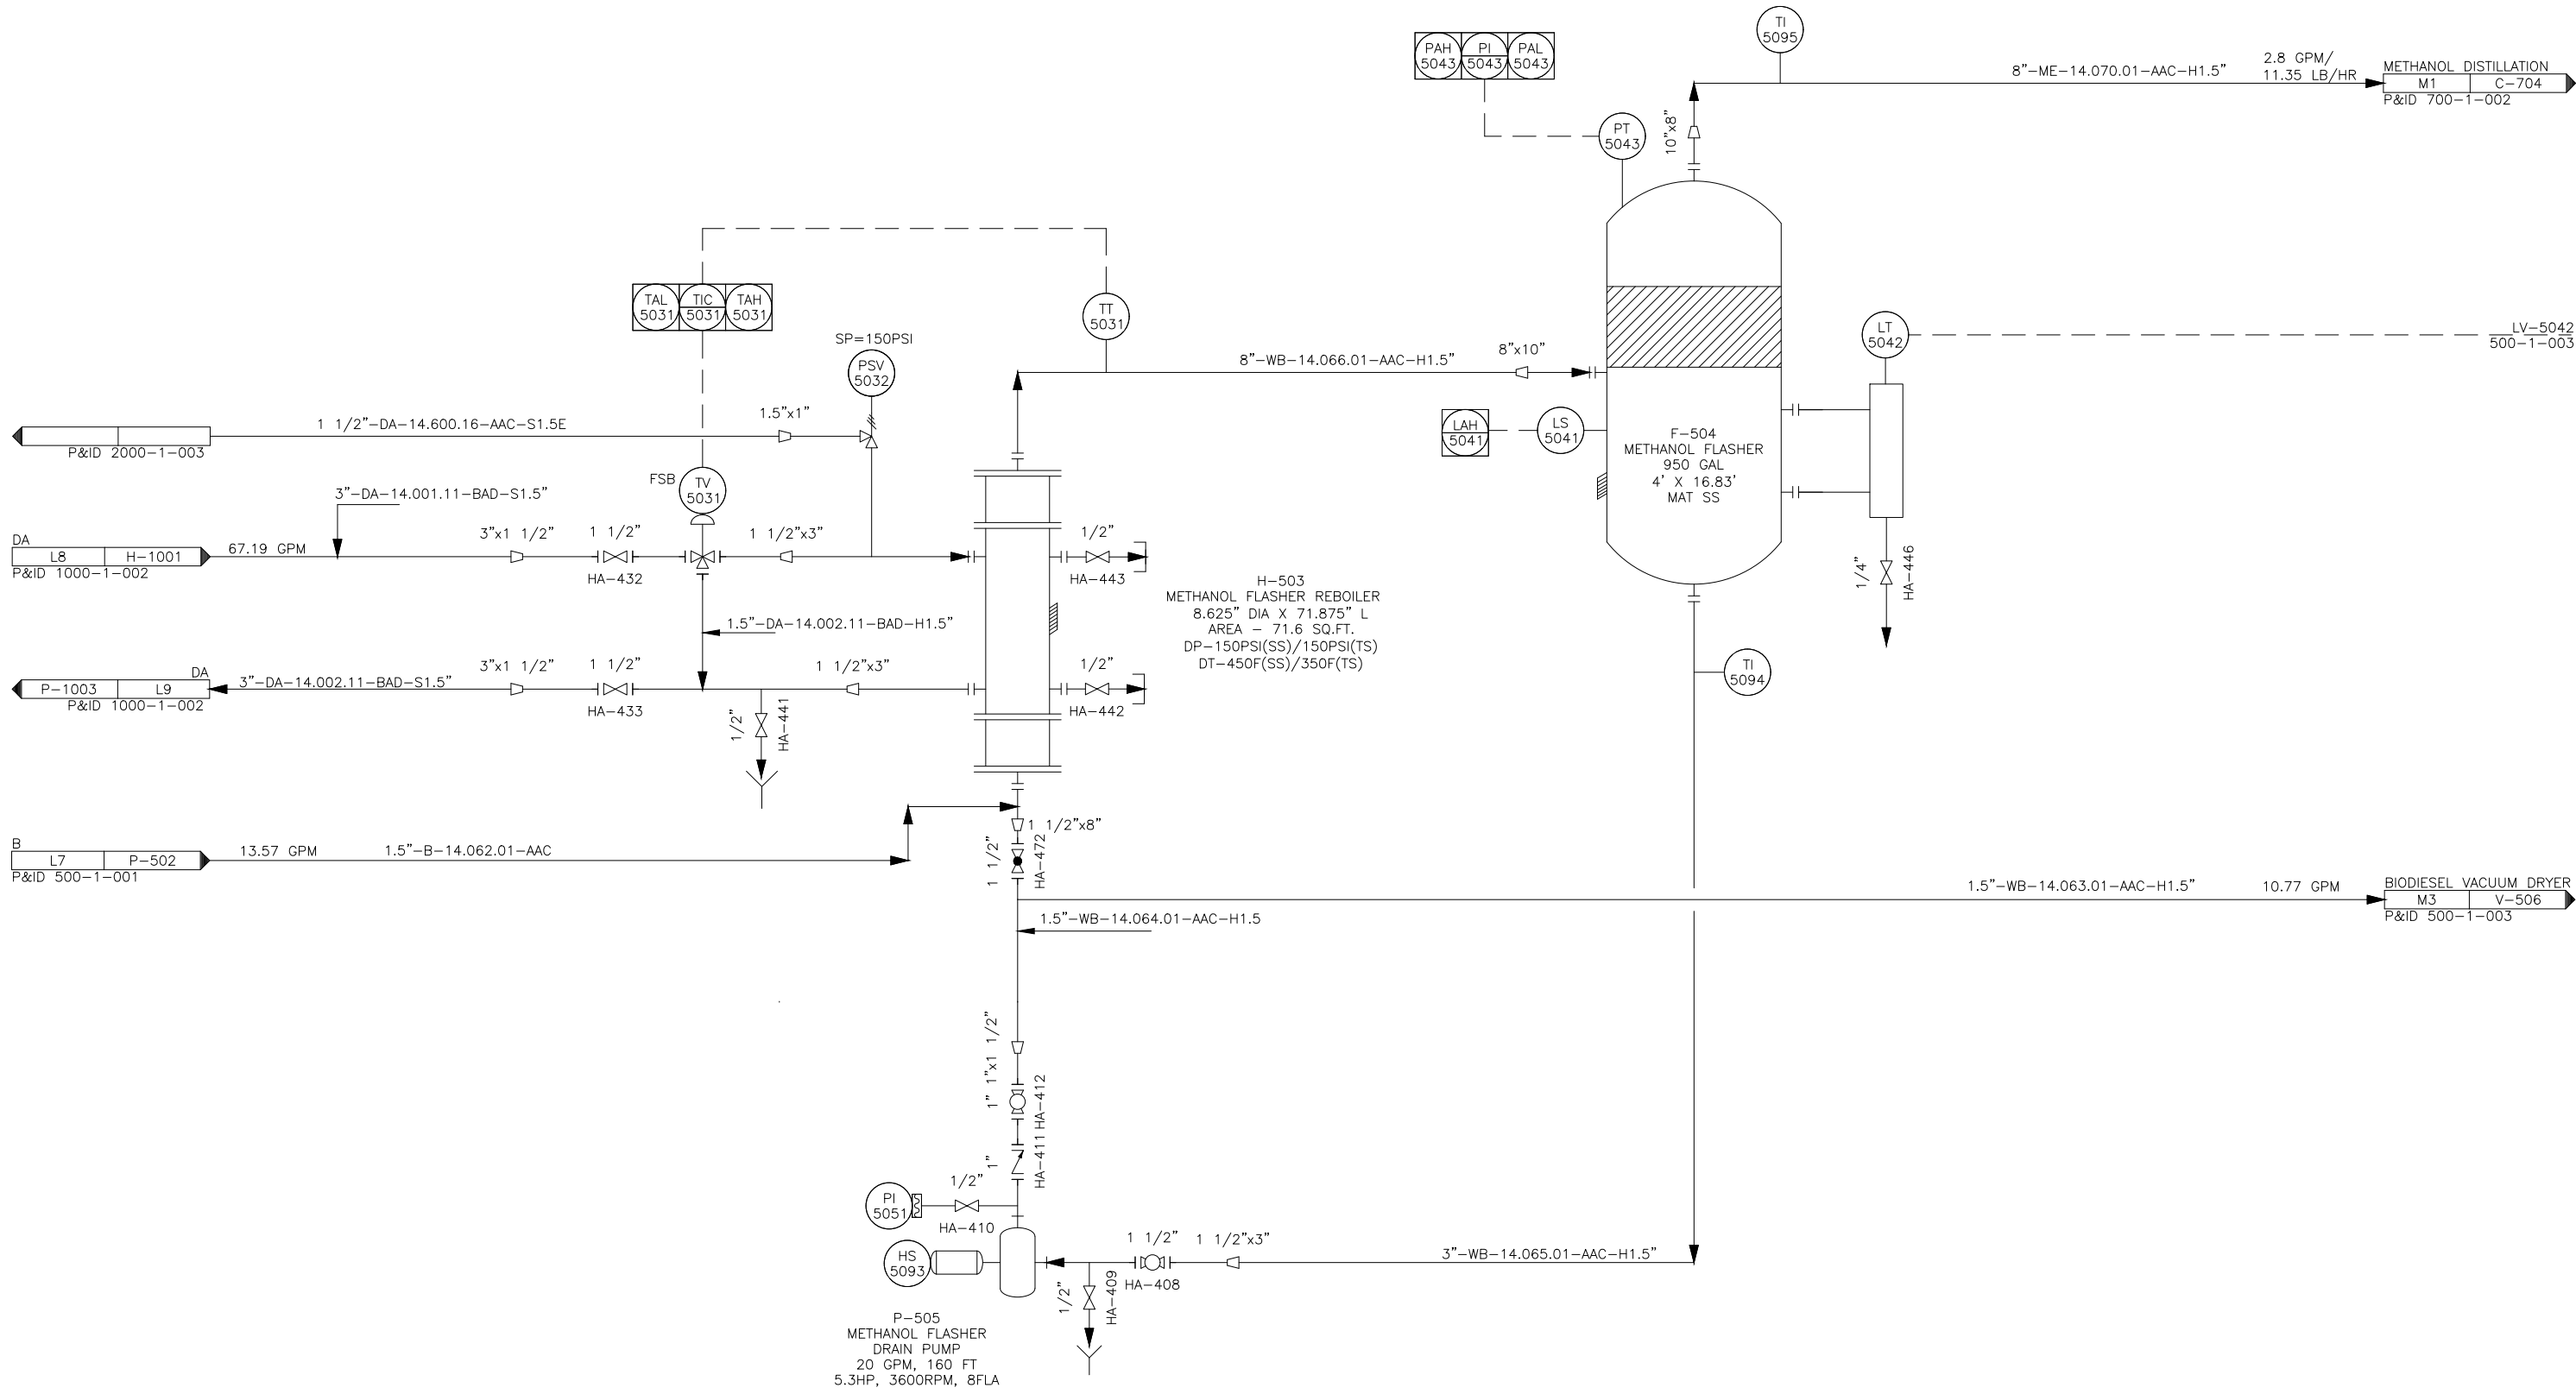 TI
5095
PAH
5043
PI
5043
PAL
5043
8"-ME-14.070.01-AAC-H1.5"
2.8 GPM/
11.35 LB/HR
METHANOL DISTILLATION
M1
C-704
P&ID 700-1-002
PT
5043
10"x8"
TAL
5031
TIC
5031
TAH
5031
TT
5031
SP=150PSI
PSV
5032
LT
5042
LV-5042
500-1-003
8"-WB-14.066.01-AAC-H1.5"
8"x10"
1 1/2"-DA-14.600.16-AAC-S1.5E
1.5"x1"
P&ID 2000-1-003
LAH
5041
LS
5041
F-504
METHANOL FLASHER
950 GAL
4' X 16.83'
MAT SS
FSB
TV
5031
3"-DA-14.001.11-BAD-S1.5"
DA
L8
H-1001
P&ID 1000-1-002
67.19 GPM
3"x1 1/2"
1 1/2"
HA-432
1 1/2"x3"
1/2"
HA-443
1/4"
HA-446
H-503
METHANOL FLASHER REBOILER
8.625" DIA X 71.875" L
AREA - 71.6 SQ.FT.
DP-150PSI(SS)/150PSI(TS)
DT-450F(SS)/350F(TS)
1.5"-DA-14.002.11-BAD-H1.5"
DA
P-1003
L9
P&ID 1000-1-002
3"-DA-14.002.11-BAD-S1.5"
3"x1 1/2"
1 1/2"
HA-433
1 1/2"x3"
1/2"
HA-442
TI
5094
1/2"
HA-441
B
L7
P-502
P&ID 500-1-001
13.57 GPM
1.5"-B-14.062.01-AAC
1 1/2"x8"
1 1/2"
HA-472
1.5"-WB-14.063.01-AAC-H1.5"
10.77 GPM
BIODIESEL VACUUM DRYER
M3
V-506
P&ID 500-1-003
1.5"-WB-14.064.01-AAC-H1.5
1"x1 1/2"
1"
HA-412
1"
HA-411
PI
5051
1/2"
HA-410
HS
5093
1 1/2"
HA-408
1 1/2"x3"
3"-WB-14.065.01-AAC-H1.5"
1/2"
HA-409
P-505
METHANOL FLASHER
DRAIN PUMP
20 GPM, 160 FT
5.3HP, 3600RPM, 8FLA